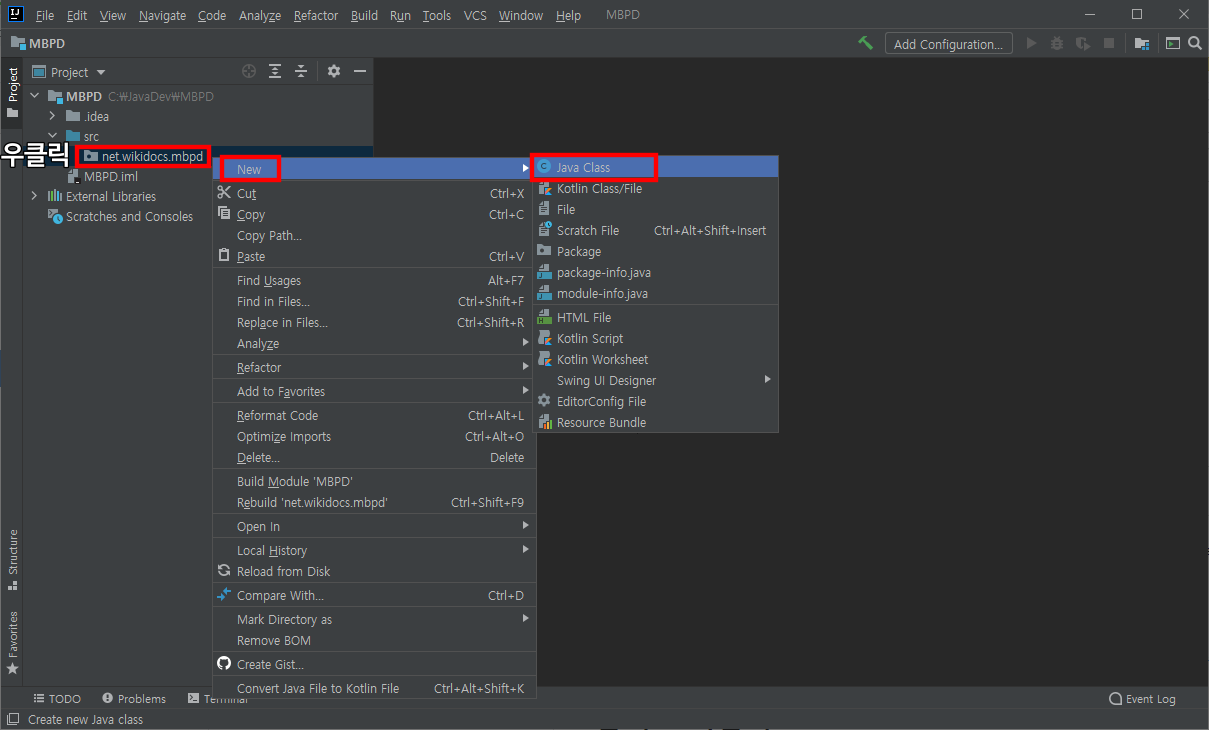 File Edit View Navigate Code Analyze Refactor Build Run Tools VCS Window Help MBPD
MBPD Add Configuration...
Project
Project
MBPD C:₩JavaDev₩MBPD
.idea
src
우클릭 net.wikidocs.mbpd
MBPD.iml
External Libraries
Scratches and Consoles
New
Cut Ctrl+X
Copy Ctrl+C
Copy Path...
Paste Ctrl+V
Find Usages Alt+F7
Find in Files... Ctrl+Shift+F
Replace in Files... Ctrl+Shift+R
Analyze
Refactor
Add to Favorites
Reformat Code Ctrl+Alt+L
Optimize Imports Ctrl+Alt+O
Delete... Delete
Build Module 'MBPD'
Rebuild 'net.wikidocs.mbpd' Ctrl+Shift+F9
Open In
Local History
Reload from Disk
Compare With... Ctrl+D
Mark Directory as
Remove BOM
Create Gist...
Convert Java File to Kotlin File Ctrl+Alt+Shift+K
Java Class
Kotlin Class/File
File
Scratch File Ctrl+Alt+Shift+Insert
Package
package-info.java
module-info.java
HTML File
Kotlin Script
Kotlin Worksheet
Swing UI Designer
EditorConfig File
Resource Bundle
Structure
Favorites
TODO Problems Terminal Event Log
Create new Java class